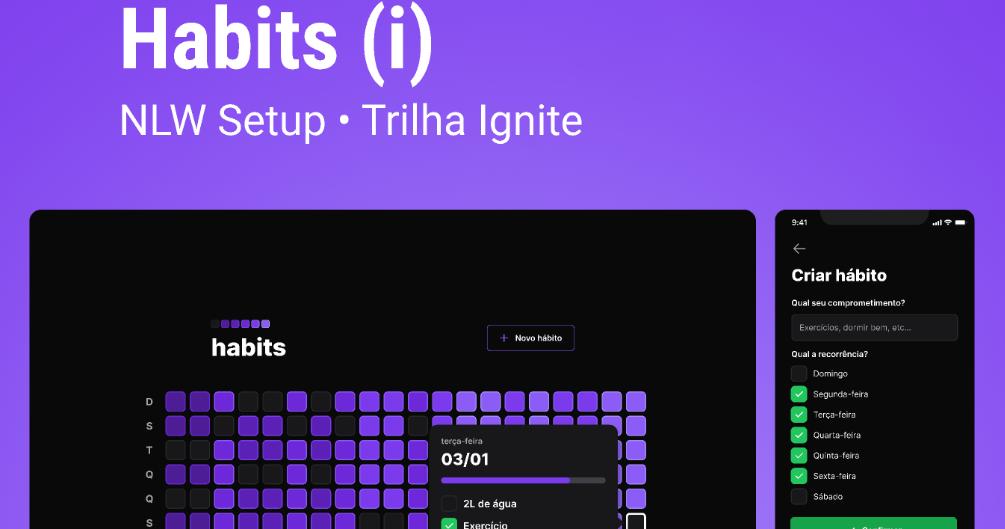 Habits (i)
NLW Setup • Trilha Ignite
habits
+ Novo hábito
D
S
T
Q
Q
S
terça-feira
03/01
2L de água
Exercício
9:41
Criar hábito
Qual seu comprometimento?
Exercícios, dormir bem, etc...
Qual a recorrência?
Domingo
Segunda-feira
Terça-feira
Quarta-feira
Quinta-feira
Sexta-feira
Sábado